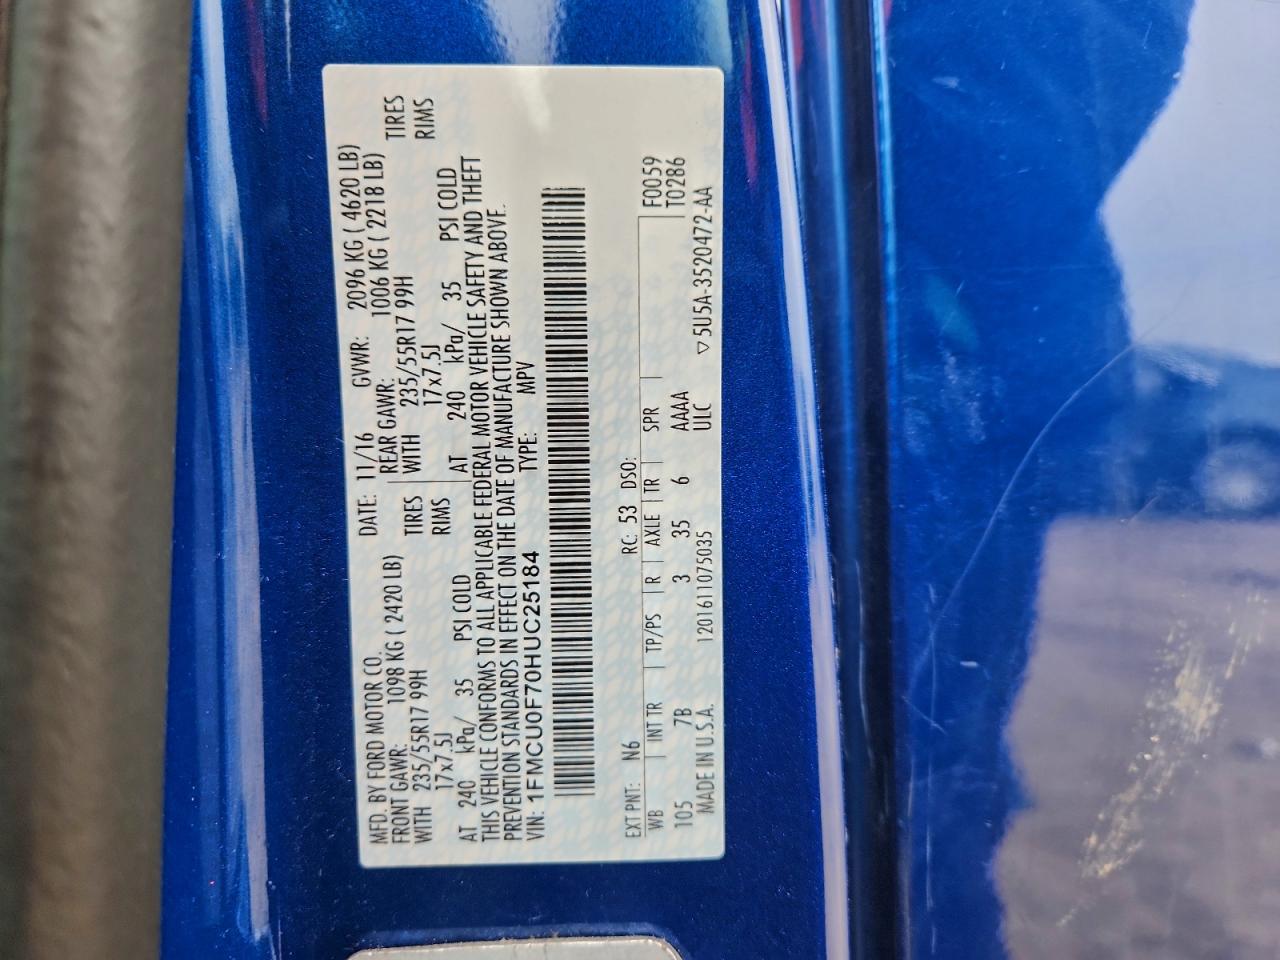 MFD. BY FORD MOTOR CO. DATE: 11/16 GVWR: 2096 KG ( 4620 LB)
FRONT GAWR: 1098 KG ( 2420 LB) REAR GAWR: 1006 KG ( 2218 LB)
WITH 235/55R17 99H TIRES WITH 235/55R17 99H TIRES
17x7.5J RIMS 17x7.5J RIMS
AT 240 kPa/ 35 PSI COLD AT 240 kPa/ 35 PSI COLD
THIS VEHICLE CONFORMS TO ALL APPLICABLE FEDERAL MOTOR VEHICLE SAFETY AND THEFT
PREVENTION STANDARDS IN EFFECT ON THE DATE OF MANUFACTURE SHOWN ABOVE.
VIN: 1FMCU0F70HUC25184 TYPE: MPV
EXT PNT: N6 RC: 53 DSO: F0059
WB INT TR TP/PS R AXLE TR SPR T0286
105 7B 3 35 6 AAAA
MADE IN U.S.A. 1201611075035 ULC ▽5U5A-3520472-AA